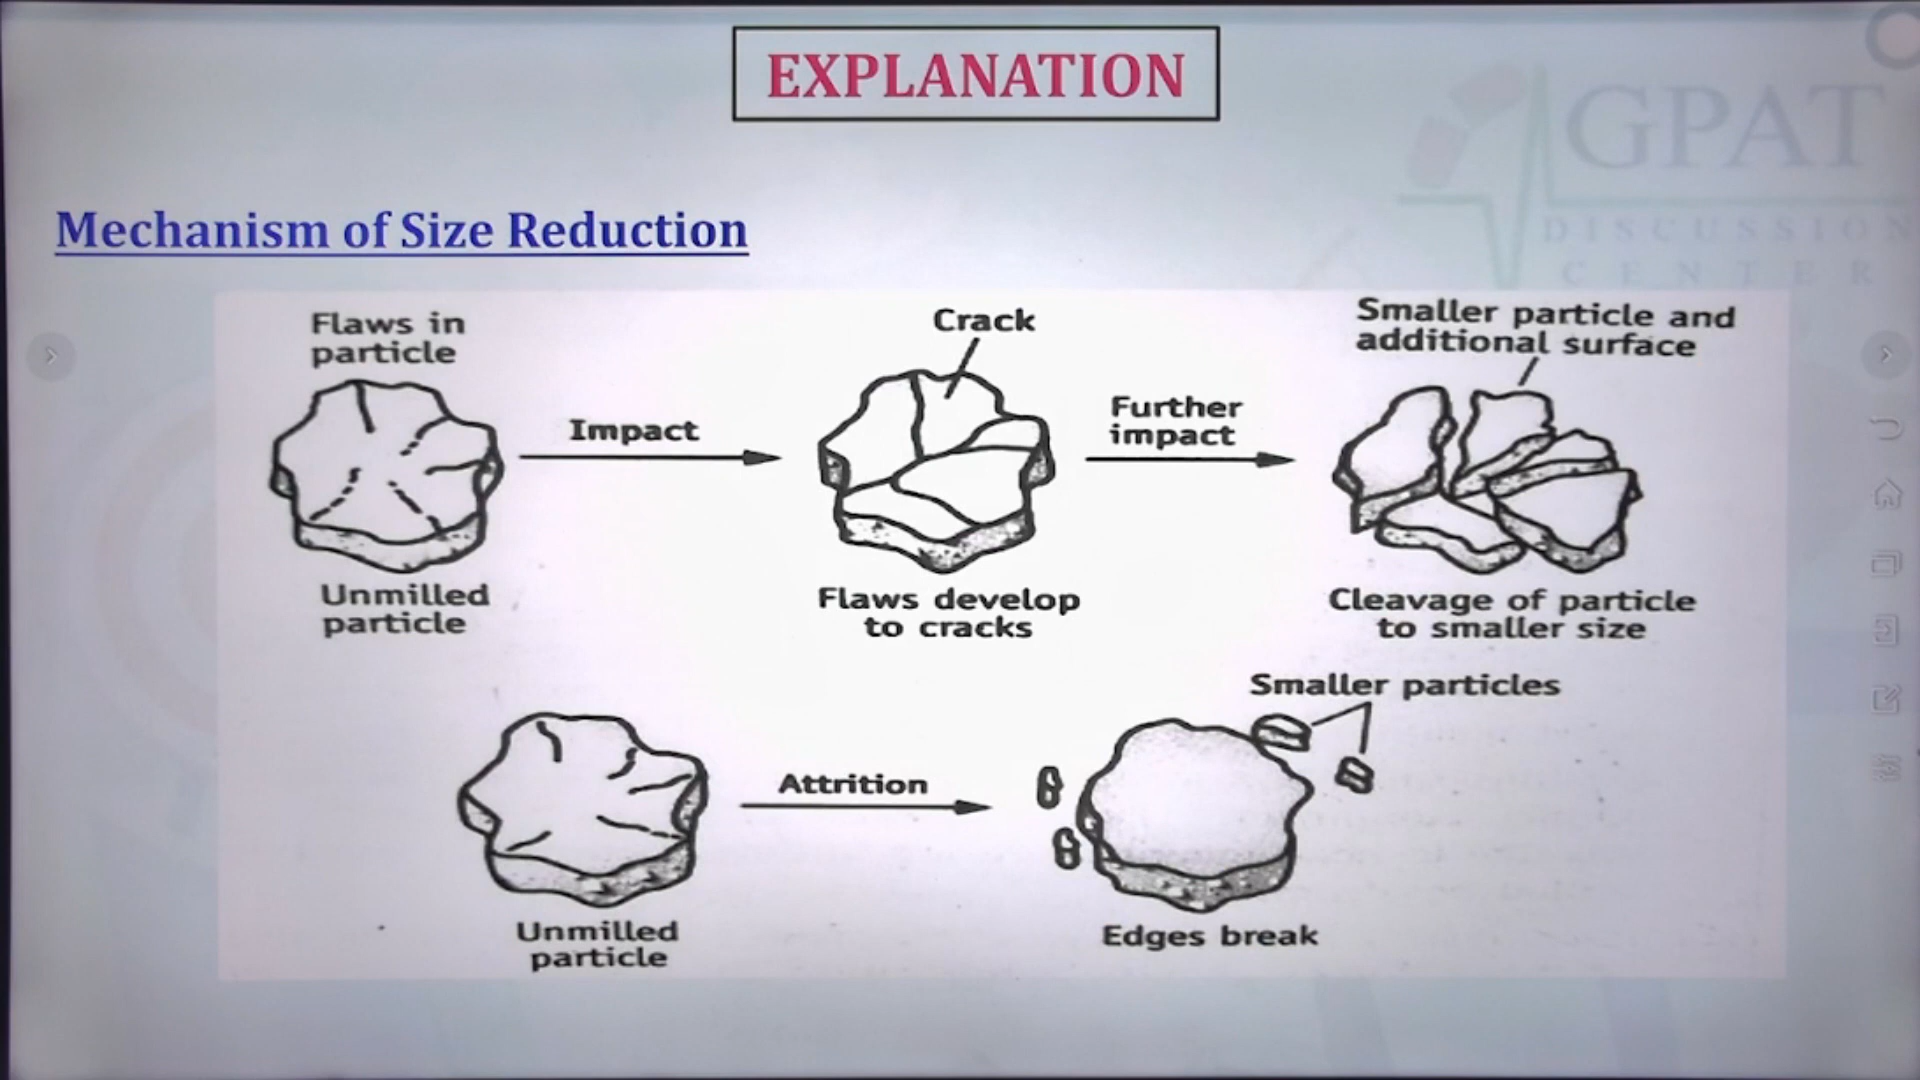 EXPLANATION
GPAT
DISCUSSION
CENTER
Mechanism of Size Reduction
Flaws in
particle
Impact
Crack
Further
impact
Smaller particle and
additional surface
Unmilled
particle
Flaws develop
to cracks
Cleavage of particle
to smaller size
Attrition
Smaller particles
Unmilled
particle
Edges break